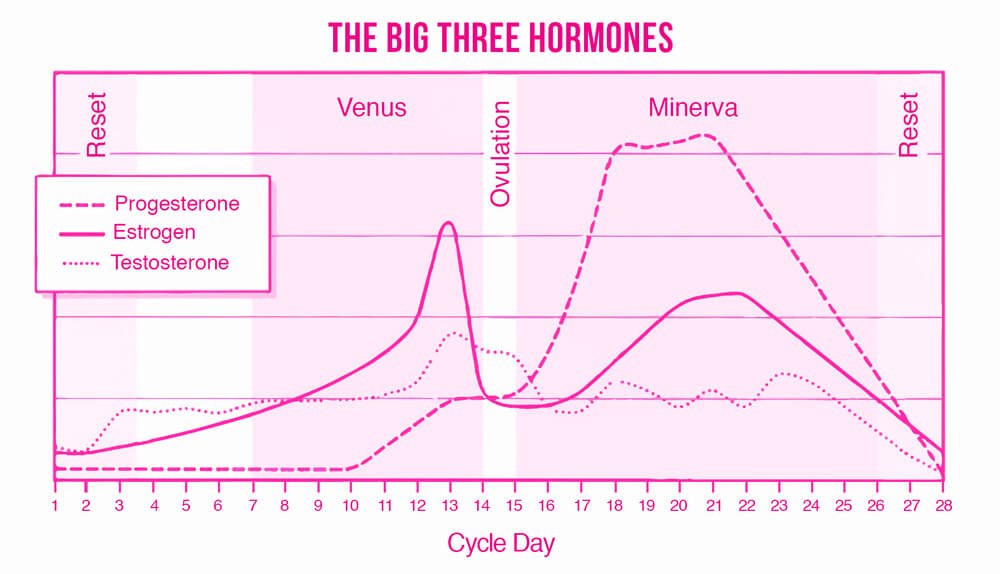 THE BIG THREE HORMONES
Reset
Venus
Ovulation
Minerva
Reset
Progesterone
Estrogen
Testosterone
1 2 3 4 5 6 7 8 9 10 11 12 13 14 15 16 17 18 19 20 21 22 23 24 25 26 27 28
Cycle Day